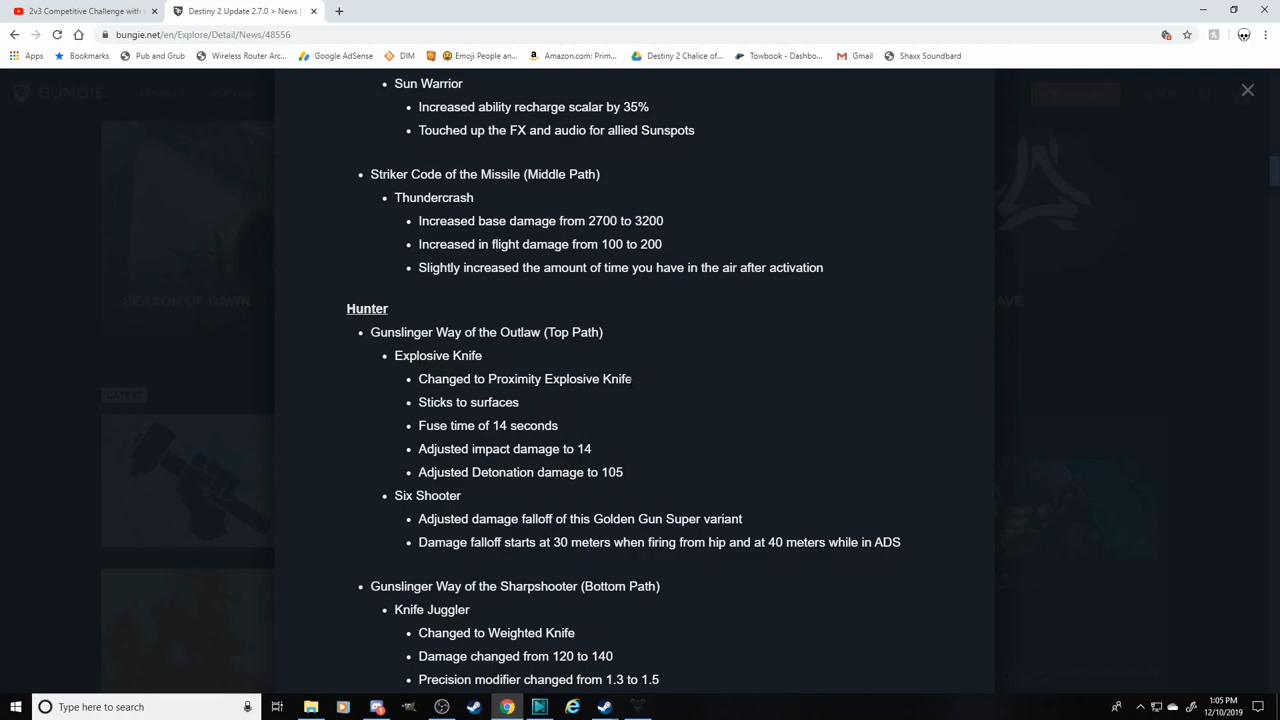 2v3 Competitive Challenge with
Destiny 2 Update 2.7.0 > News |
bungie.net/en/Explore/Detail/News/48556
Apps
Bookmarks
Pub and Grub
Wireless Router Arc...
Google AdSense
DIM
Emoji People an...
Amazon.com: Prim...
Destiny 2 Chalice of...
Towbook - Dashbo...
Gmail
Shaxx Soundbard
BUNGIE
Sun Warrior
Increased ability recharge scalar by 35%
Touched up the FX and audio for allied Sunspots
Striker Code of the Missile (Middle Path)
Thundercrash
Increased base damage from 2700 to 3200
Increased in flight damage from 100 to 200
Slightly increased the amount of time you have in the air after activation
SEASON OF DAWN
Hunter
Gunslinger Way of the Outlaw (Top Path)
Explosive Knife
Changed to Proximity Explosive Knife
LATEST
Sticks to surfaces
Fuse time of 14 seconds
Adjusted impact damage to 14
Adjusted Detonation damage to 105
Six Shooter
Adjusted damage falloff of this Golden Gun Super variant
Damage falloff starts at 30 meters when firing from hip and at 40 meters while in ADS
Gunslinger Way of the Sharpshooter (Bottom Path)
Knife Juggler
Changed to Weighted Knife
Damage changed from 120 to 140
Precision modifier changed from 1.3 to 1.5
Type here to search
1:05 PM
12/10/2019